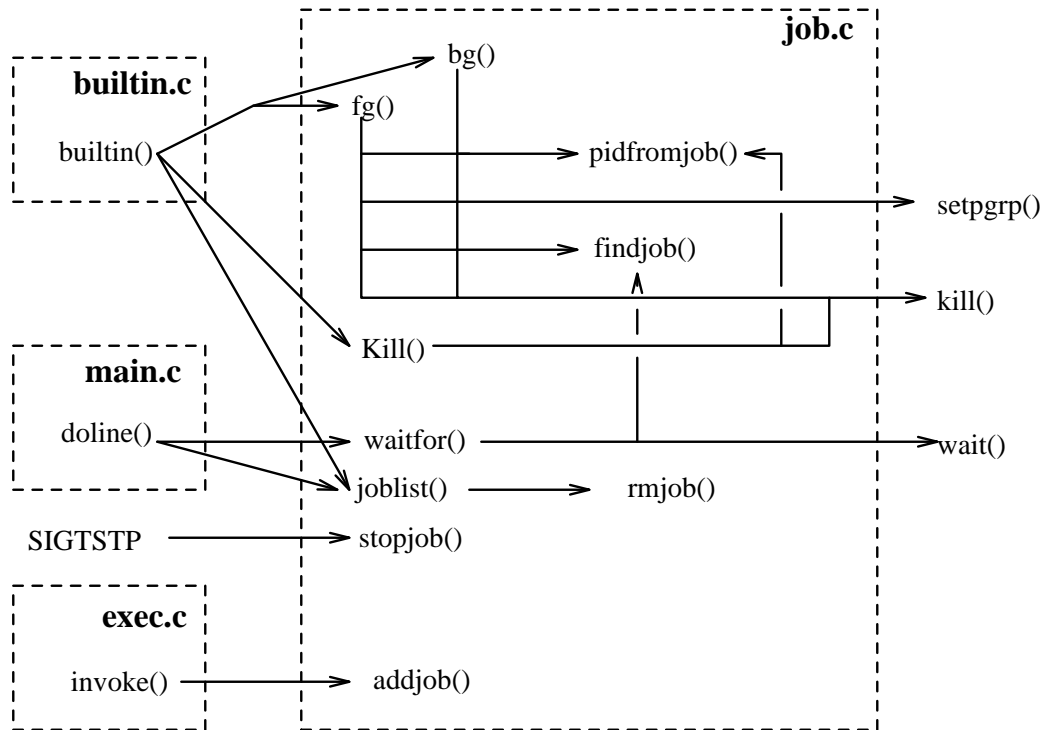 job.c
bg()
builtin.c
fg()
builtin()
pidfromjob()
setpgrp()
findjob()
kill()
Kill()
main.c
doline()
waitfor()
wait()
joblist()
rmjob()
SIGTSTP
stopjob()
exec.c
invoke()
addjob()